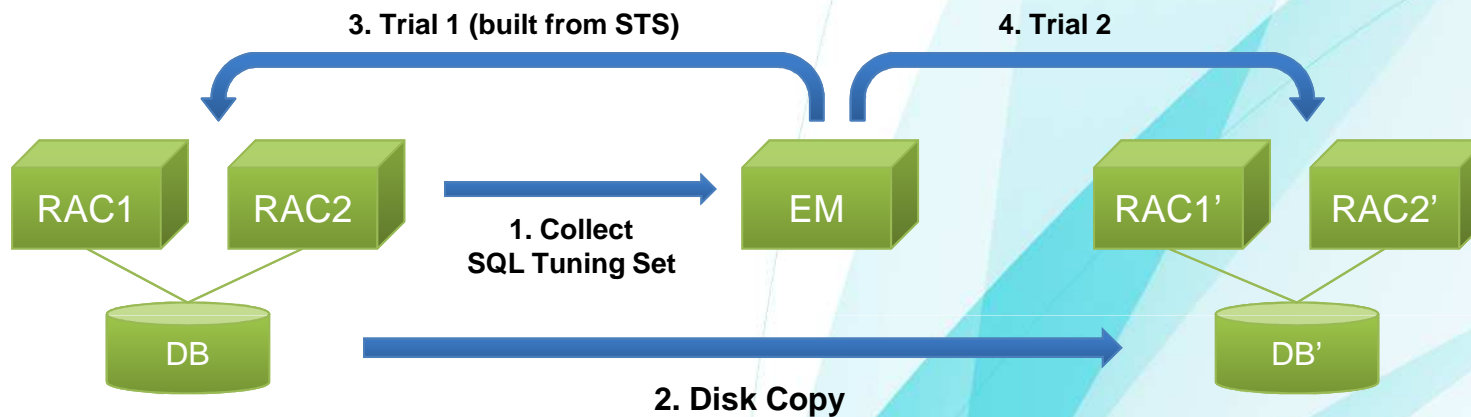 3. Trial 1 (built from STS)
4. Trial 2
RAC1
RAC2
EM
RAC1’
RAC2’
1. Collect
SQL Tuning Set
DB
DB'
2. Disk Copy